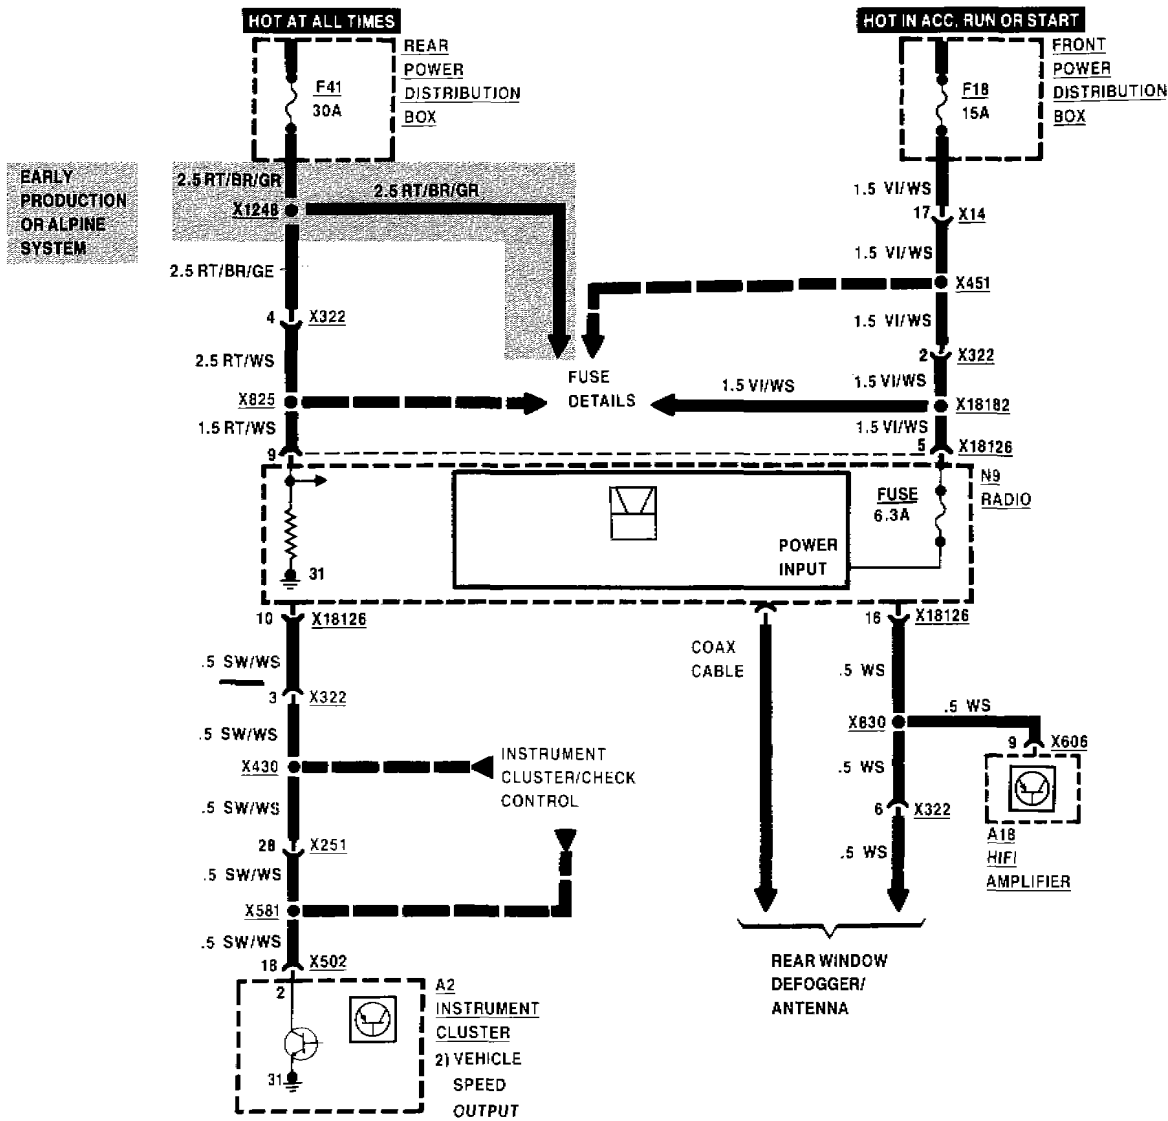 HOT AT ALL TIMES
HOT IN ACC, RUN OR START
REAR
POWER
DISTRIBUTION
BOX
F41
30A
FRONT
POWER
DISTRIBUTION
BOX
F18
15A
EARLY
PRODUCTION
OR ALPINE
SYSTEM
2.5 RT/BR/GR
2.5 RT/BR/GR
X1248
1.5 VI/WS
17
X14
2.5 RT/BR/GE
1.5 VI/WS
X451
4
X322
1.5 VI/WS
2.5 RT/WS
2
X322
FUSE
DETAILS
1.5 VI/WS
1.5 VI/WS
X825
X18182
1.5 RT/WS
1.5 VI/WS
9
5
X18126
N9
RADIO
FUSE
6.3A
POWER
INPUT
31
10
X18126
16
X18126
COAX
CABLE
.5 SW/WS
.5 WS
3
X322
.5 WS
X830
9
X606
.5 SW/WS
X430
INSTRUMENT
CLUSTER/CHECK
CONTROL
.5 WS
.5 SW/WS
6
X322
A18
HIFI
AMPLIFIER
28
X251
.5 WS
.5 SW/WS
X581
.5 SW/WS
18
X502
REAR WINDOW
DEFOGGER/
ANTENNA
2
31
A2
INSTRUMENT
CLUSTER
2) VEHICLE
SPEED
OUTPUT